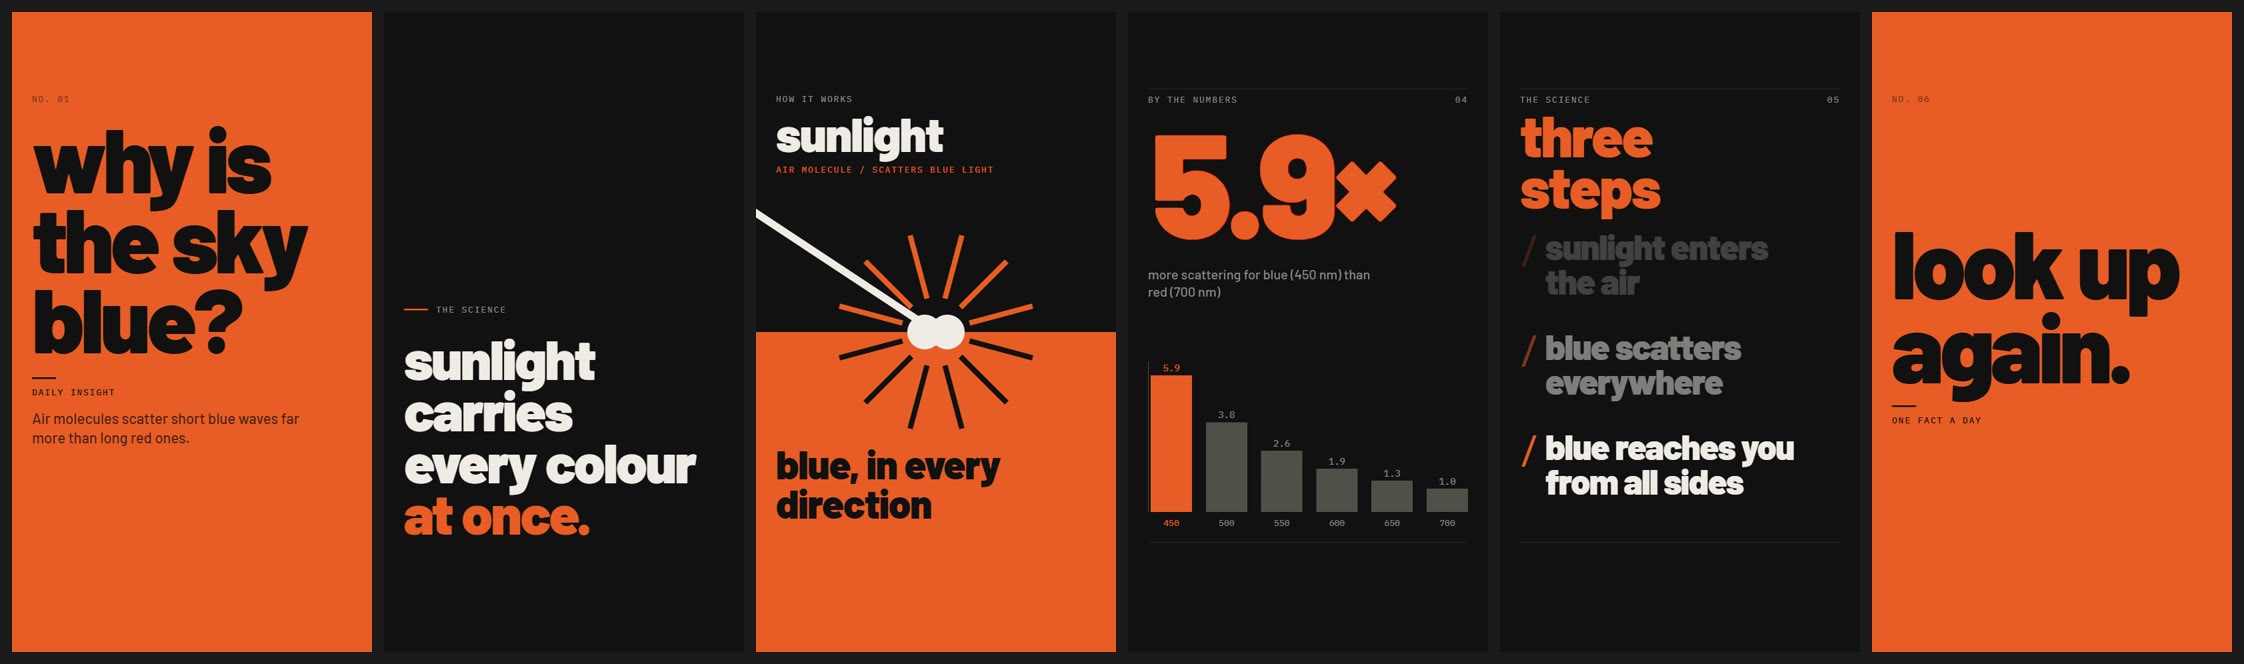 NO. 01
why is
the sky
blue?
DAILY INSIGHT
Air molecules scatter short blue waves far
more than long red ones.
THE SCIENCE
sunlight
carries
every colour
at once.
HOW IT WORKS
sunlight
AIR MOLECULE / SCATTERS BLUE LIGHT
blue, in every
direction
BY THE NUMBERS 04
5.9×
more scattering for blue (450 nm) than
red (700 nm)
5.9 3.8 2.6 1.9 1.3 1.0
450 500 550 600 650 700
THE SCIENCE 05
three
steps
/ sunlight enters
the air
/ blue scatters
everywhere
/ blue reaches you
from all sides
NO. 06
look up
again.
ONE FACT A DAY